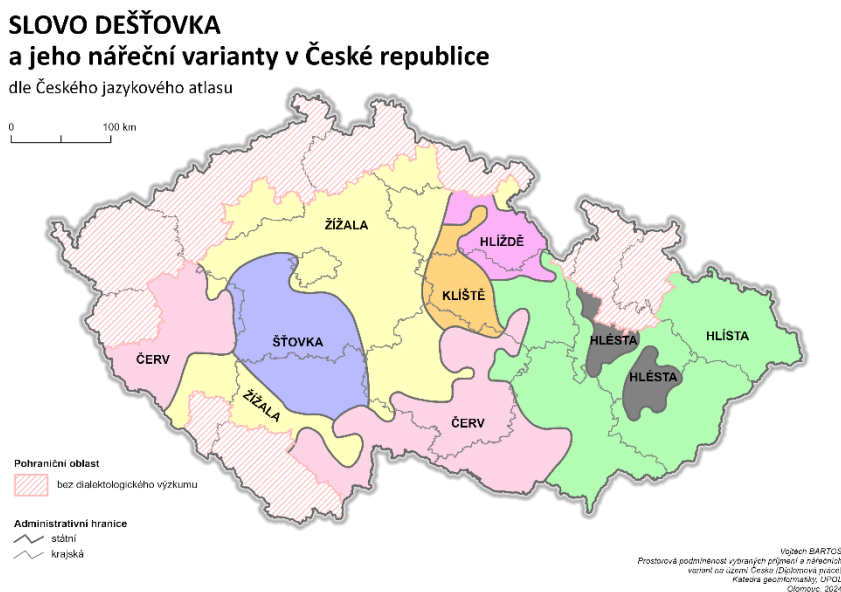 SLOVO DEŠŤOVKA
a jeho nářeční varianty v České republice
dle Českého jazykového atlasu
0 100 km
ŽÍŽALA
HLÍŽDĚ
KLÍŠTĚ
ŠŤOVKA
HLÉSTA
HLÍSTA
ČERV
HLÉSTA
ŽÍŽALA
ČERV
Pohraniční oblast
bez dialektologického výzkumu
Administrativní hranice
státní
krajská
Vojtěch BARTOŠ
Prostorová podmíněnost vybraných příjmení a nářečních
variant na území Česka (Diplomová práce)
Katedra geoinformatiky, UPOL
Olomouc, 2024